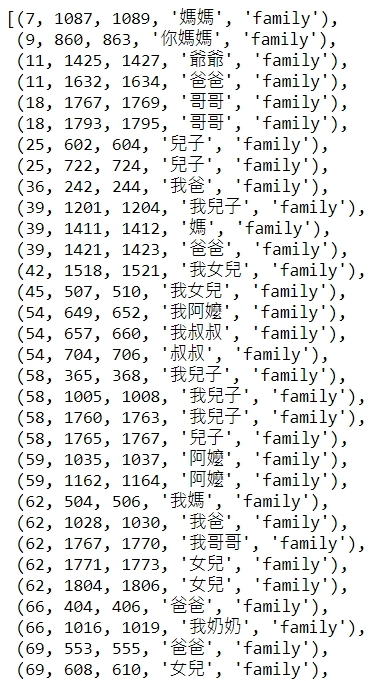 [(7, 1087, 1089, '媽媽', 'family'),
(9, 860, 863, '你媽媽', 'family'),
(11, 1425, 1427, '爺爺', 'family'),
(11, 1632, 1634, '爸爸', 'family'),
(18, 1767, 1769, '哥哥', 'family'),
(18, 1793, 1795, '哥哥', 'family'),
(25, 602, 604, '兒子', 'family'),
(25, 722, 724, '兒子', 'family'),
(36, 242, 244, '我爸', 'family'),
(39, 1201, 1204, '我兒子', 'family'),
(39, 1411, 1412, '媽', 'family'),
(39, 1421, 1423, '爸爸', 'family'),
(42, 1518, 1521, '我女兒', 'family'),
(45, 507, 510, '我女兒', 'family'),
(54, 649, 652, '我阿嬤', 'family'),
(54, 657, 660, '我叔叔', 'family'),
(54, 704, 706, '叔叔', 'family'),
(58, 365, 368, '我兒子', 'family'),
(58, 1005, 1008, '我兒子', 'family'),
(58, 1760, 1763, '我兒子', 'family'),
(58, 1765, 1767, '兒子', 'family'),
(59, 1035, 1037, '阿嬤', 'family'),
(59, 1162, 1164, '阿嬤', 'family'),
(62, 504, 506, '我媽', 'family'),
(62, 1028, 1030, '我爸', 'family'),
(62, 1767, 1770, '我哥哥', 'family'),
(62, 1771, 1773, '女兒', 'family'),
(62, 1804, 1806, '女兒', 'family'),
(66, 404, 406, '爸爸', 'family'),
(66, 1016, 1019, '我奶奶', 'family'),
(69, 553, 555, '爸爸', 'family'),
(69, 608, 610, '女兒', 'family'),